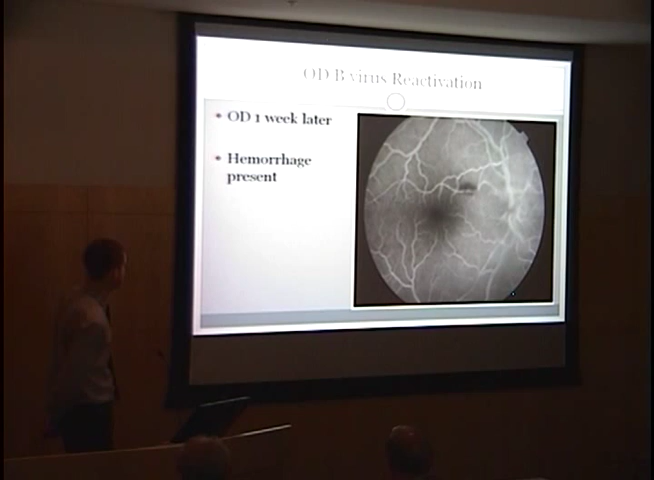 OD B virus Reactivation
OD 1 week later
Hemorrhage
present